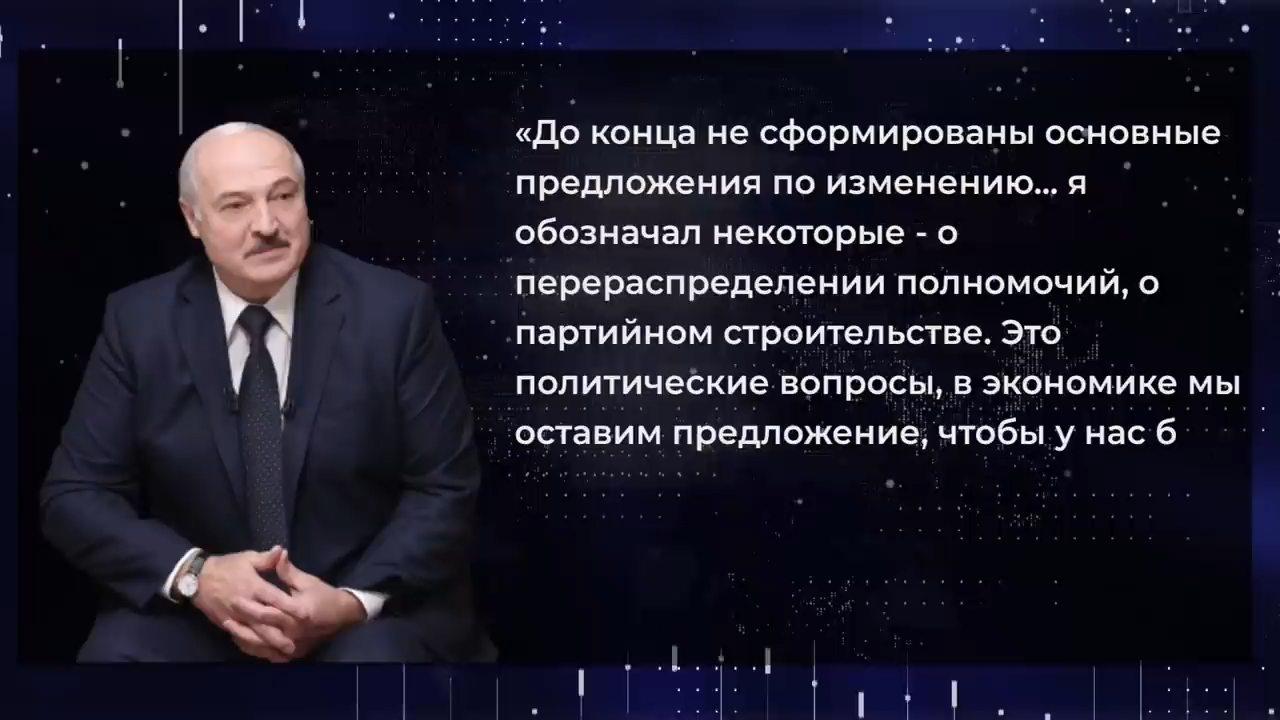 «До конца не сформированы основные
предложения по изменению... я
обозначал некоторые - о
перераспределении полномочий, о
партийном строительстве. Это
политические вопросы, в экономике мы
оставим предложение, чтобы у нас б